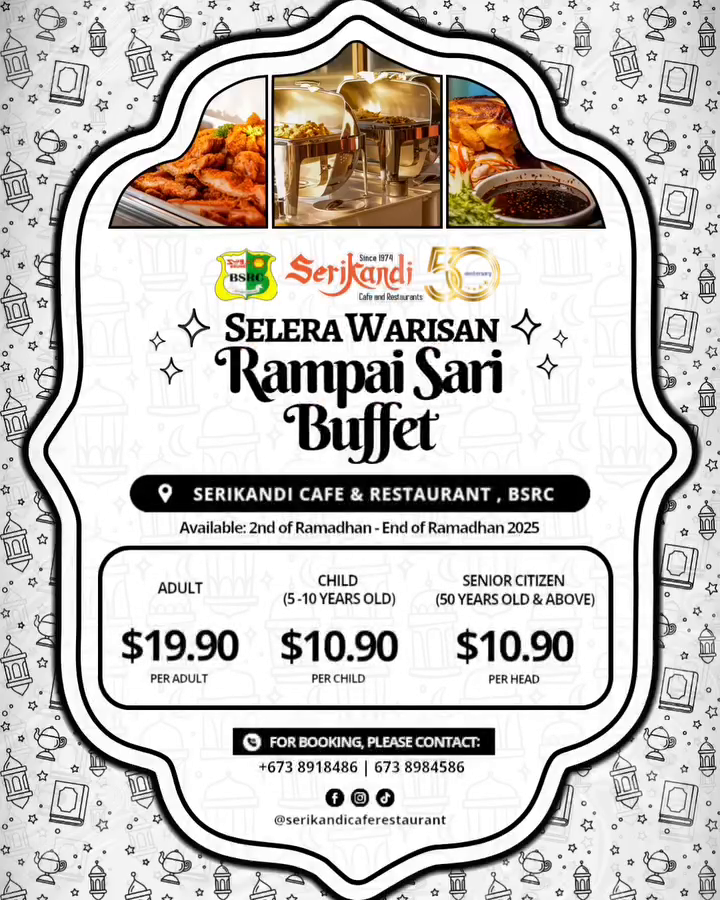 BSRC
Since 1974
Serikandi
Cafe and Restaurants
50
anniversary
SELERA WARISAN
Rampai Sari
Buffet
SERIKANDI CAFE & RESTAURANT , BSRC
Available: 2nd of Ramadhan - End of Ramadhan 2025
ADULT
$19.90
PER ADULT
CHILD
(5 -10 YEARS OLD)
$10.90
PER CHILD
SENIOR CITIZEN
(50 YEARS OLD & ABOVE)
$10.90
PER HEAD
FOR BOOKING, PLEASE CONTACT:
+673 8918486 | 673 8984586
@serikandicaferestaurant